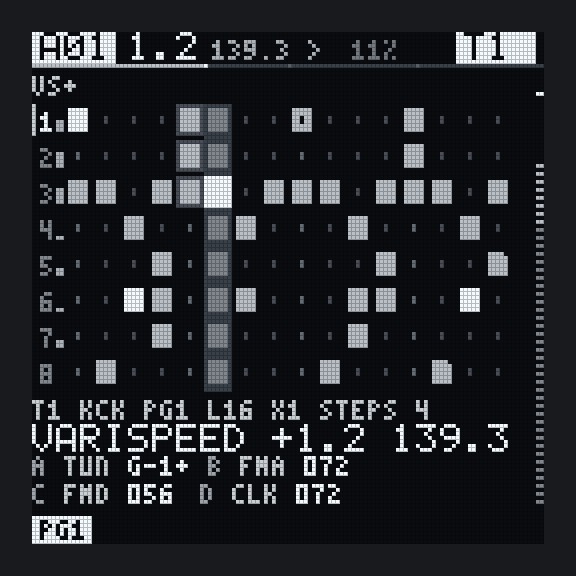 A01 1.2 139.3 > 11% T1
VS+
1
2
3
4
5
6
7
8
T1 KCK PG1 L16 X1 STEPS 4
VARISPEED +1.2 139.3
A TUN G-1+ B FMA 072
C FMD 056 D CLK 072
PG1